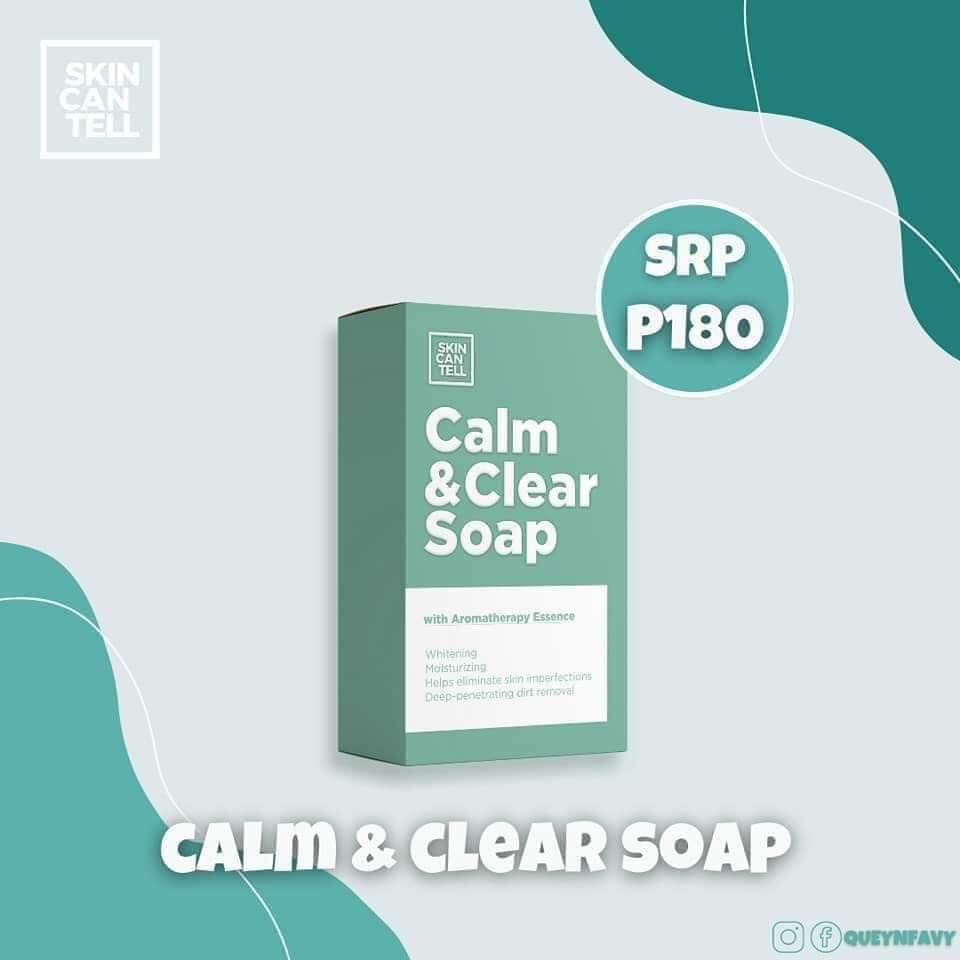 SKIN
CAN
TELL
SRP
P180
SKIN
CAN
TELL
Calm
&Clear
Soap
with Aromatherapy Essence
Whitening
Moisturizing
Helps eliminate skin imperfections
Deep-penetrating dirt removal
CALM & CLEAR SOAP
QUEYNFAVY